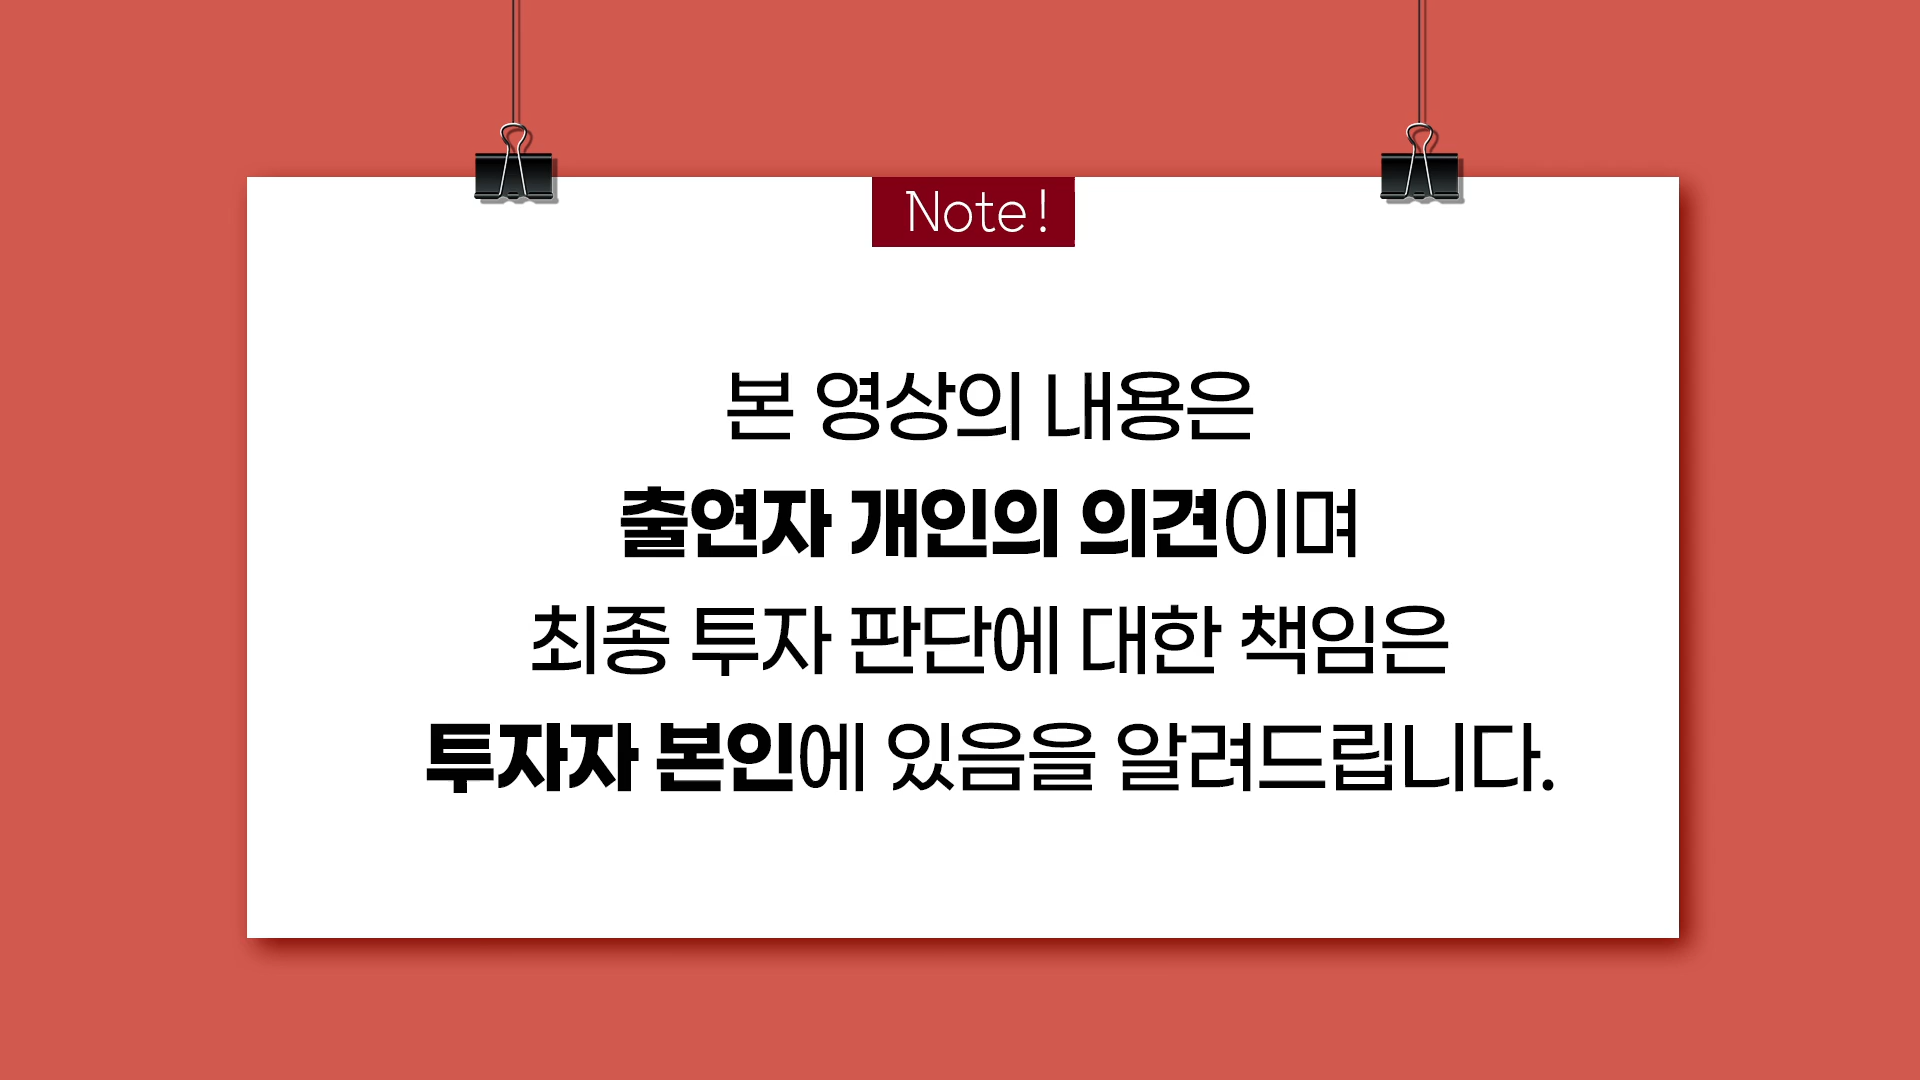 Note!
본 영상의 내용은
출연자 개인의 의견이며
최종 투자 판단에 대한 책임은
투자자 본인에 있음을 알려드립니다.